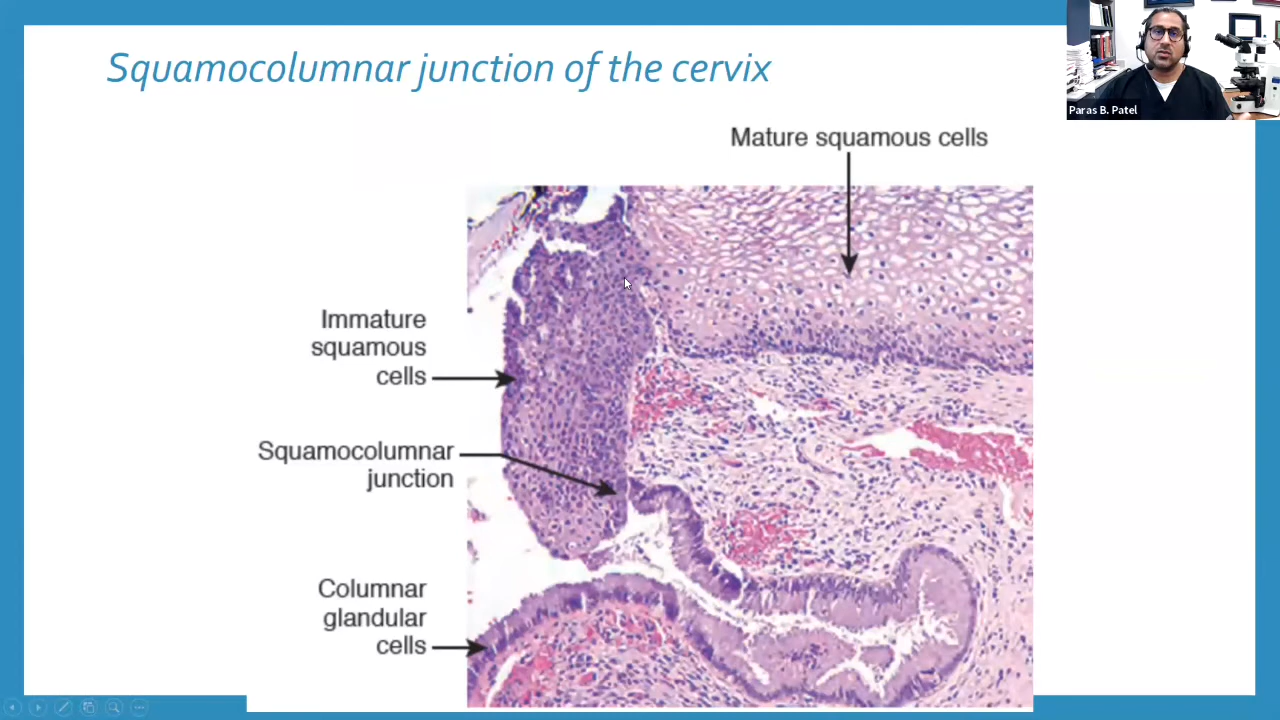 Squamocolumnar junction of the cervix
Paras B. Patel
Mature squamous cells
Immature
squamous
cells
Squamocolumnar
junction
Columnar
glandular
cells